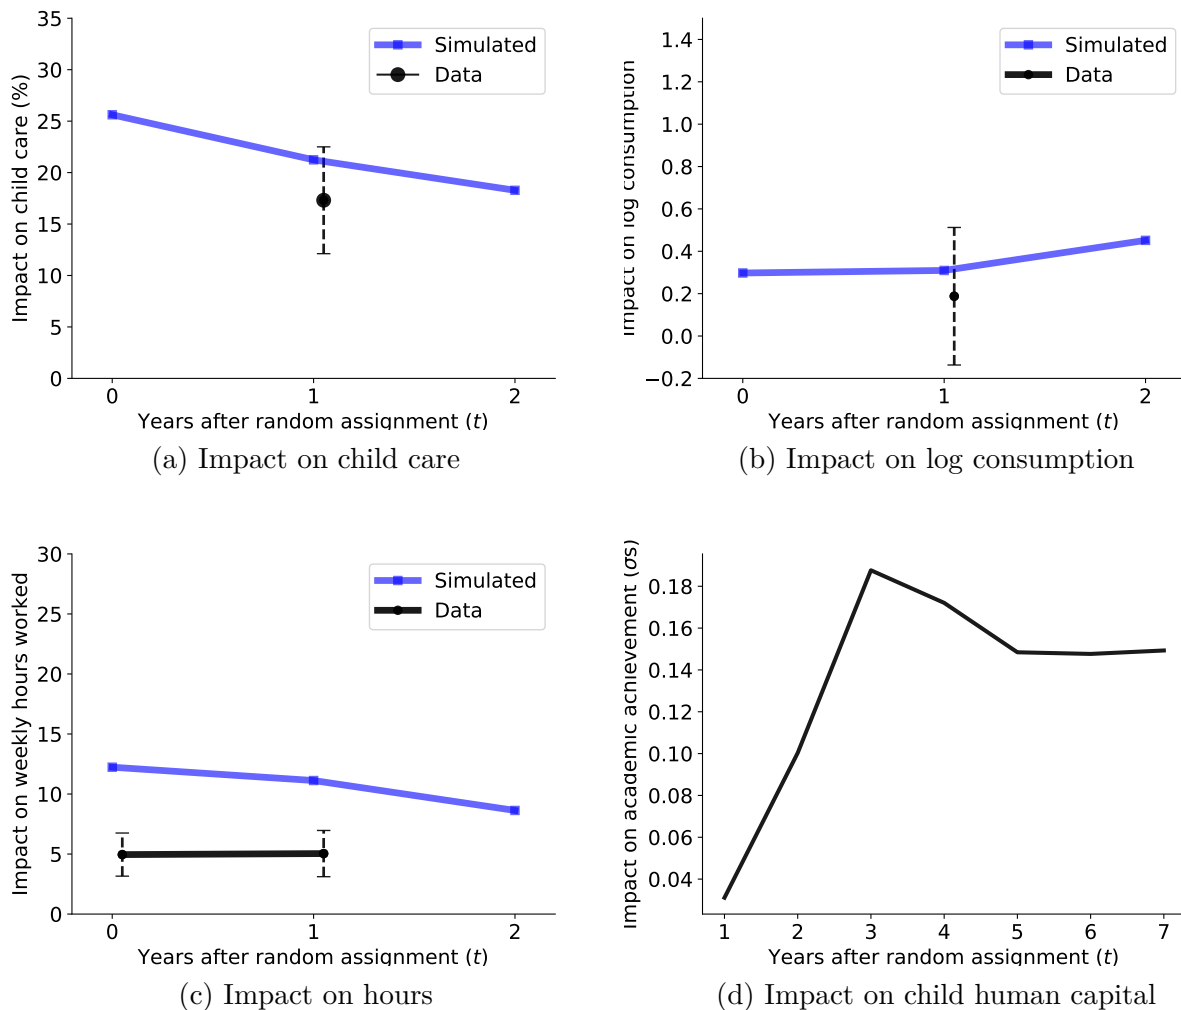 35
30
25
20
15
10
5
0
Impact on child care (%)
Simulated
Data
0 1 2
Years after random assignment (t)
(a) Impact on child care
1.4
1.2
1.0
0.8
0.6
0.4
0.2
0.0
−0.2
Impact on log consumption
Simulated
Data
0 1 2
Years after random assignment (t)
(b) Impact on log consumption
30
25
20
15
10
5
0
Impact on weekly hours worked
Simulated
Data
0 1 2
Years after random assignment (t)
(c) Impact on hours
0.18
0.16
0.14
0.12
0.10
0.08
0.06
0.04
Impact on academic achievement (σs)
1 2 3 4 5 6 7
Years after random assignment (t)
(d) Impact on child human capital